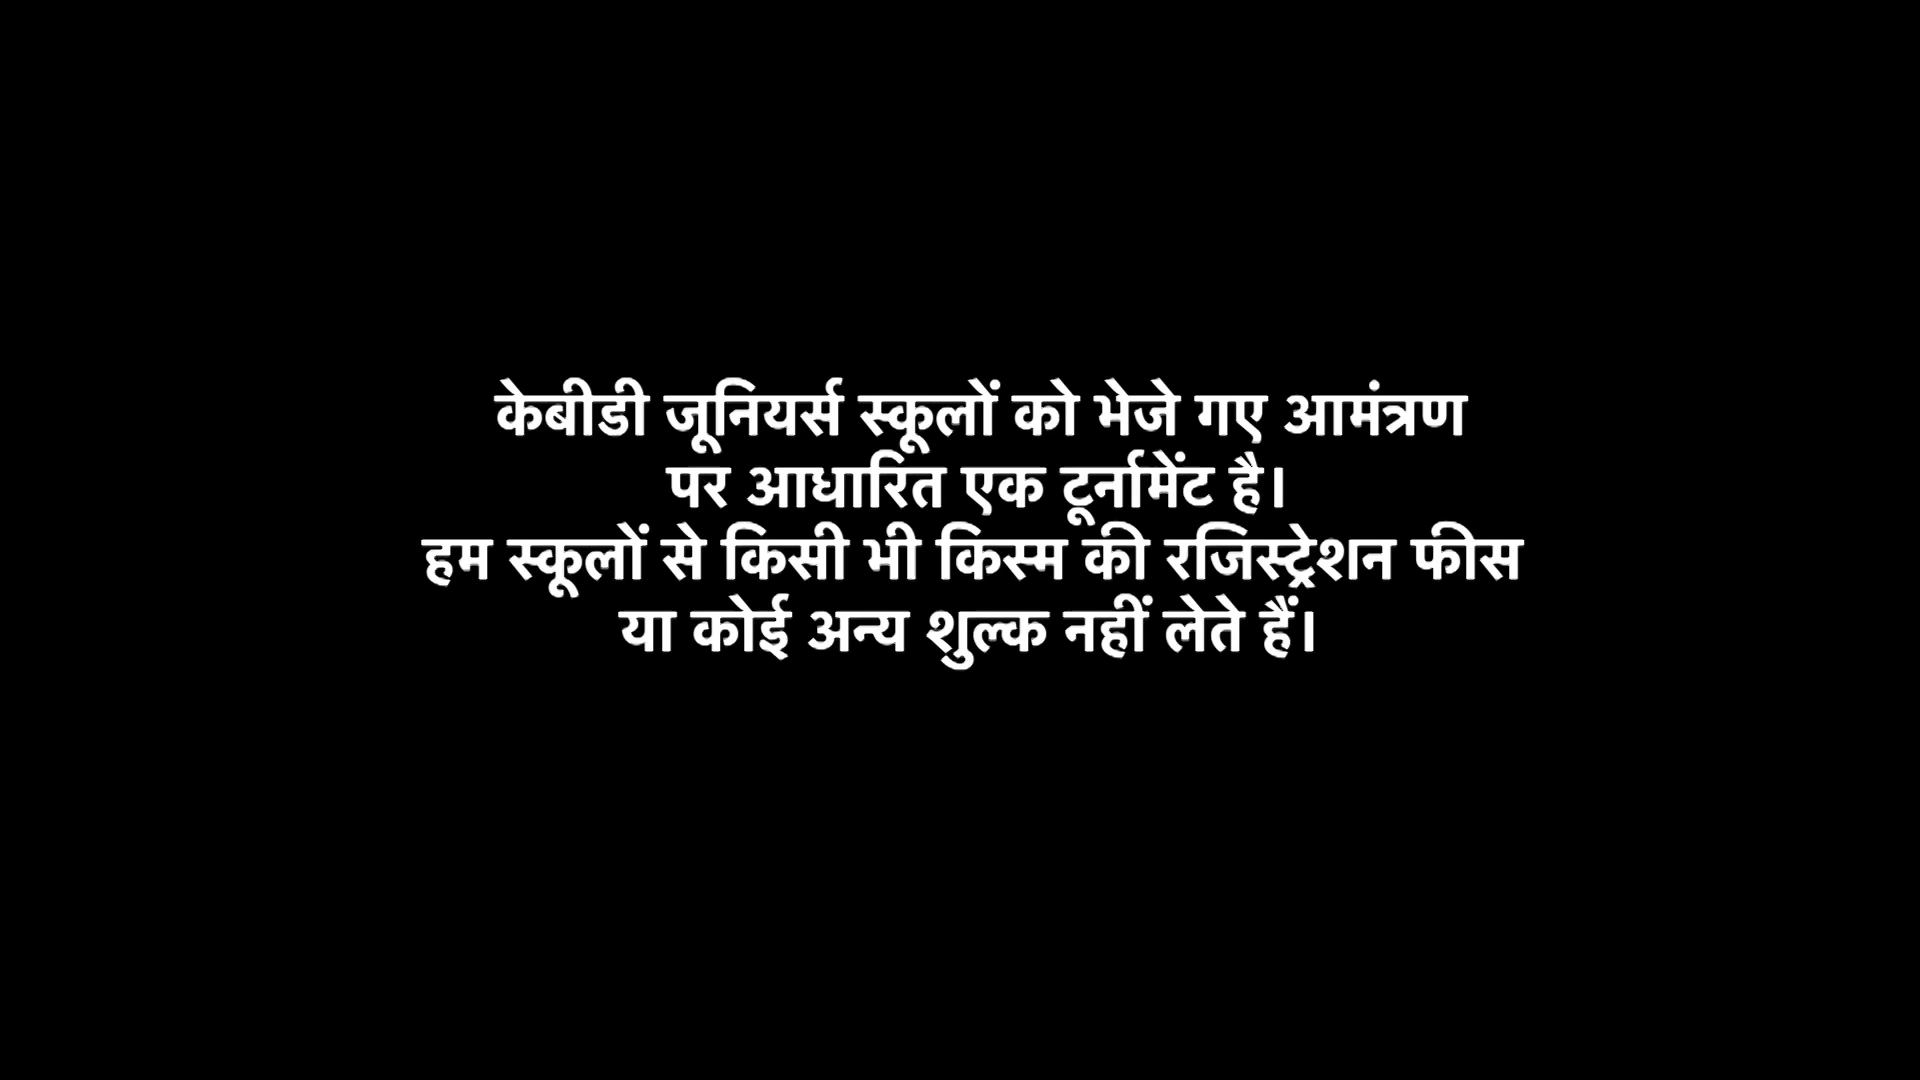 केबीडी जूनियर्स स्कूलों को भेजे गए आमंत्रण
पर आधारित एक टूर्नामेंट है।
हम स्कूलों से किसी भी किस्म की रजिस्ट्रेशन फीस
या कोई अन्य शुल्क नहीं लेते हैं।